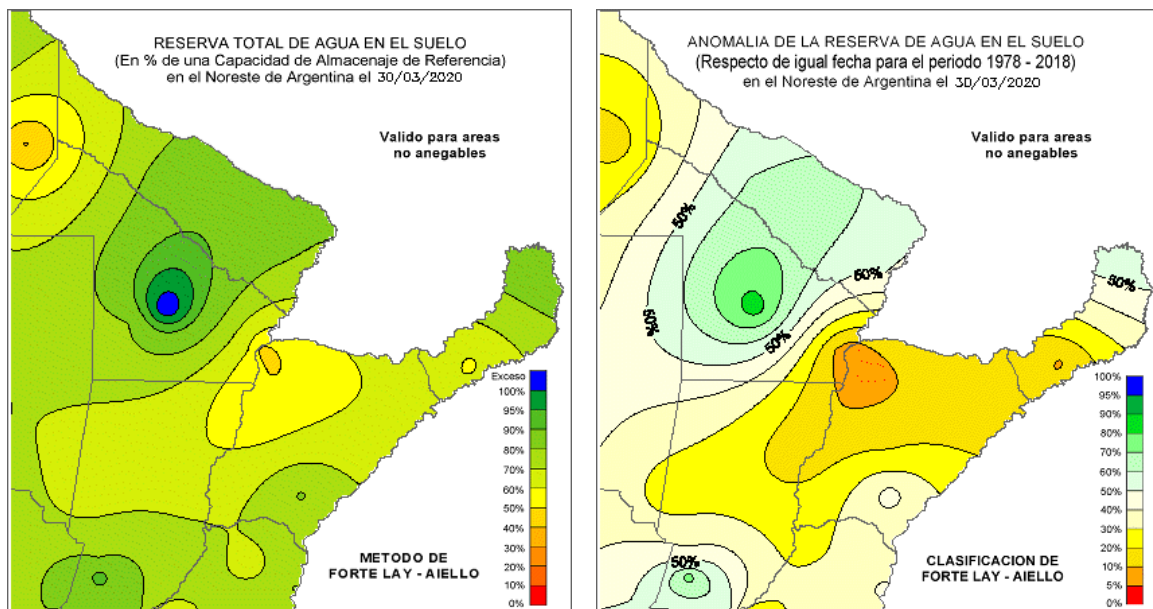 RESERVA TOTAL DE AGUA EN EL SUELO
(En % de una Capacidad de Almacenaje de Referencia)
en el Noreste de Argentina el 30/03/2020
Valido para areas
no anegables
Exceso
100%
95%
90%
80%
70%
60%
50%
40%
30%
20%
10%
0%
METODO DE
FORTE LAY - AIELLO
ANOMALIA DE LA RESERVA DE AGUA EN EL SUELO
(Respecto de igual fecha para el periodo 1978 - 2018)
en el Noreste de Argentina el 30/03/2020
Valido para areas
no anegables
50%
50%
50%
50%
50%
50%
100%
95%
90%
80%
70%
60%
50%
40%
30%
20%
10%
5%
0%
CLASIFICACION DE
FORTE LAY - AIELLO